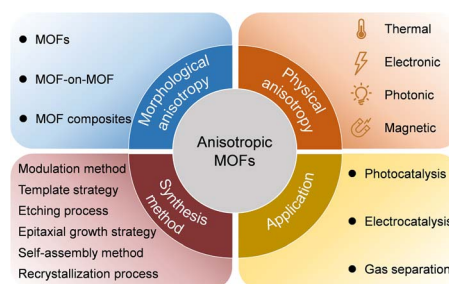 MOFs
MOF-on-MOF
MOF composites
Morphological
anisotropy
Physical
anisotropy
Thermal
Electronic
Photonic
Magnetic
Anisotropic
MOFs
Modulation method
Template strategy
Etching process
Epitaxial growth strategy
Self-assembly method
Recrystallization process
Synthesis
method
Application
Photocatalysis
Electrocatalysis
Gas separation